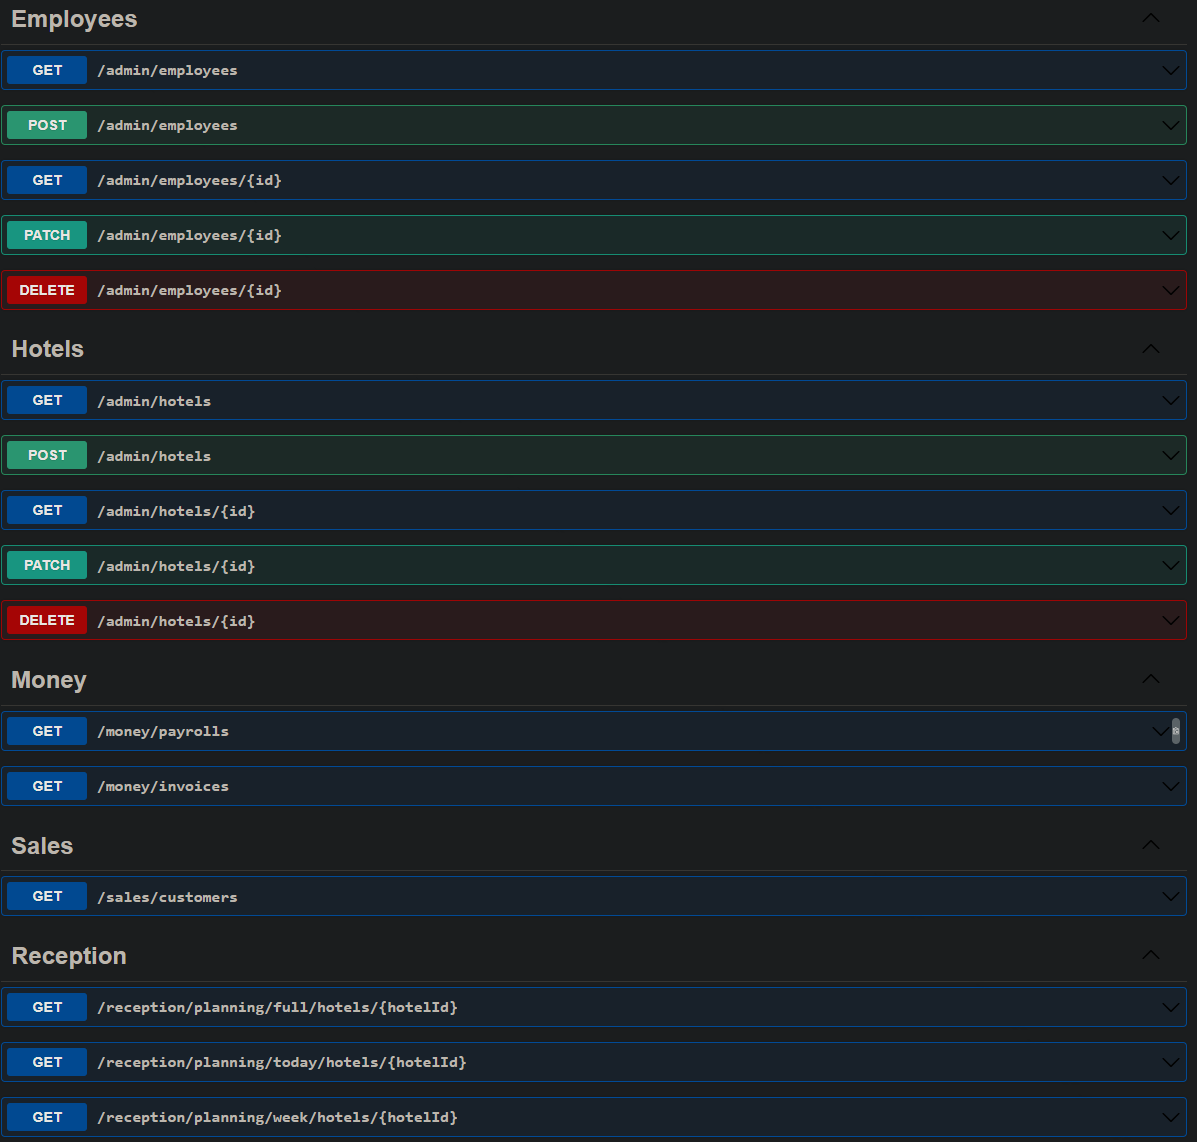 Employees
GET /admin/employees
POST /admin/employees
GET /admin/employees/{id}
PATCH /admin/employees/{id}
DELETE /admin/employees/{id}
Hotels
GET /admin/hotels
POST /admin/hotels
GET /admin/hotels/{id}
PATCH /admin/hotels/{id}
DELETE /admin/hotels/{id}
Money
GET /money/payrolls
GET /money/invoices
Sales
GET /sales/customers
Reception
GET /reception/planning/full/hotels/{hotelId}
GET /reception/planning/today/hotels/{hotelId}
GET /reception/planning/week/hotels/{hotelId}